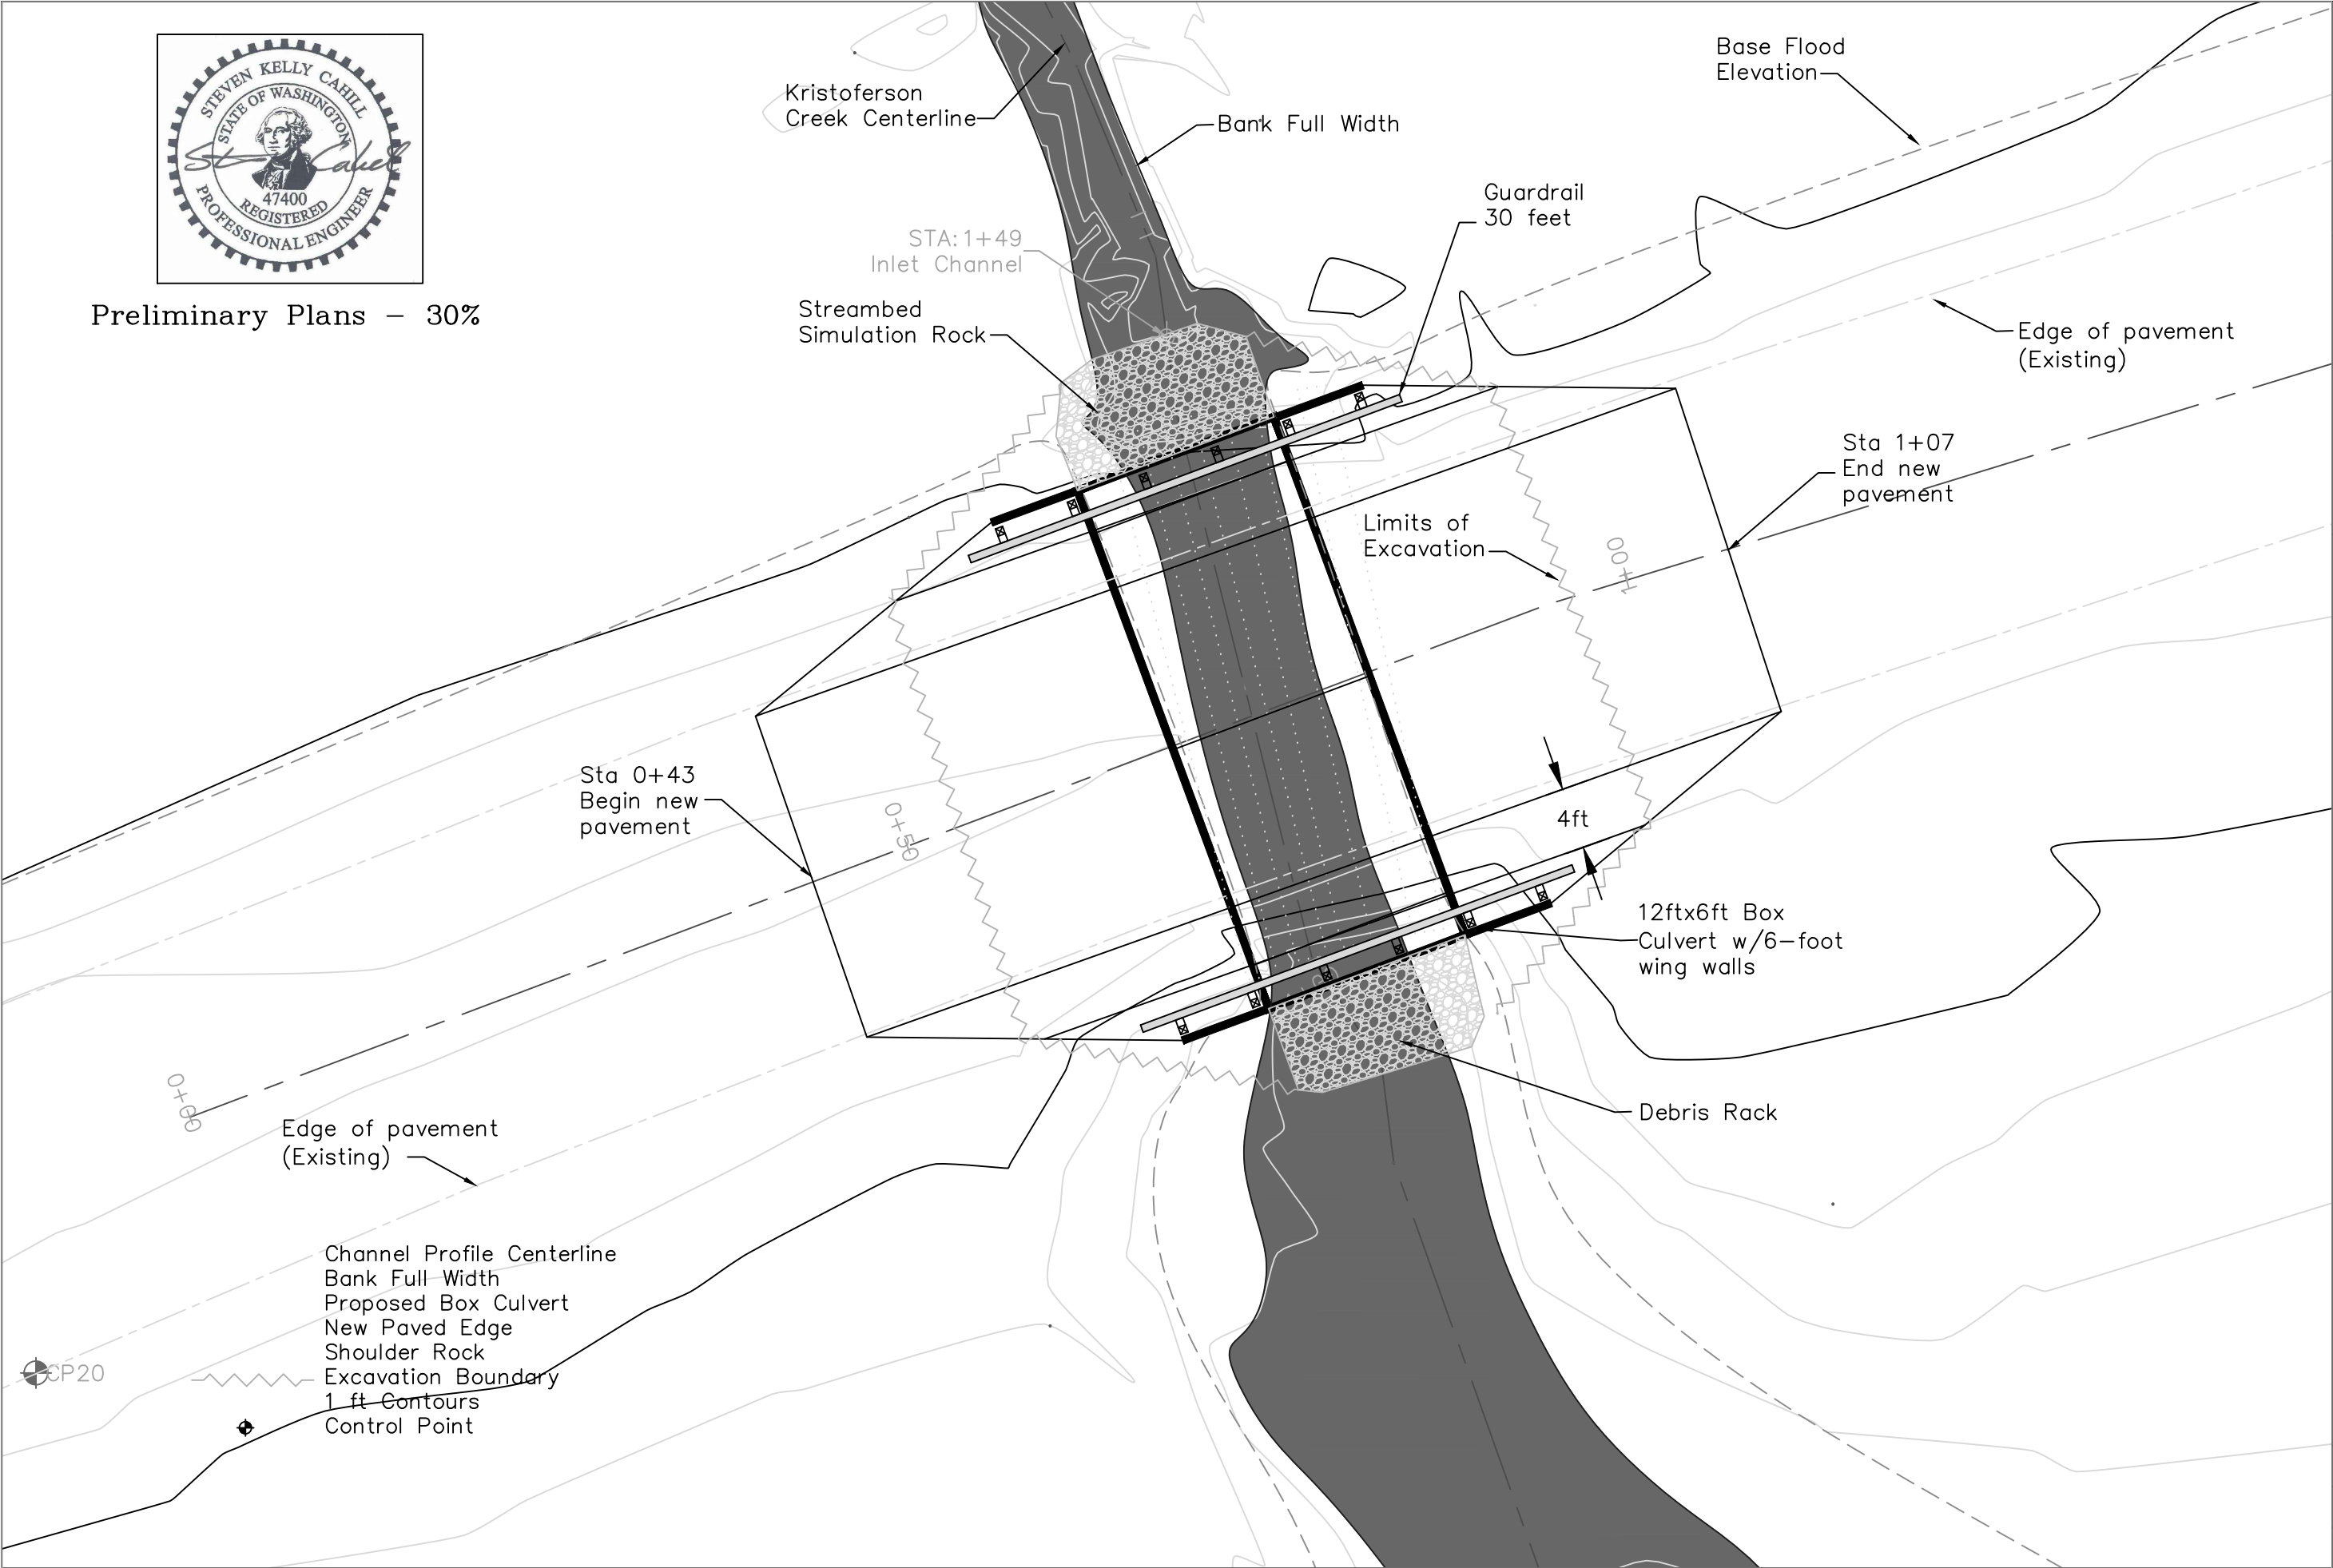 STEVEN KELLY CAHILL
STATE OF WASHINGTON
47400
REGISTERED
PROFESSIONAL ENGINEER
Preliminary Plans – 30%
Kristoferson
Creek Centerline
Bank Full Width
Base Flood
Elevation
Guardrail
30 feet
STA:1+49
Inlet Channel
Streambed
Simulation Rock
Edge of pavement
(Existing)
Sta 1+07
End new
pavement
Limits of
Excavation
1+00
Sta 0+43
Begin new
pavement
0+50
4ft
12ftx6ft Box
Culvert w/6-foot
wing walls
0+00
Debris Rack
Edge of pavement
(Existing)
Channel Profile Centerline
Bank Full Width
Proposed Box Culvert
New Paved Edge
Shoulder Rock
Excavation Boundary
1 ft Contours
Control Point
CP20